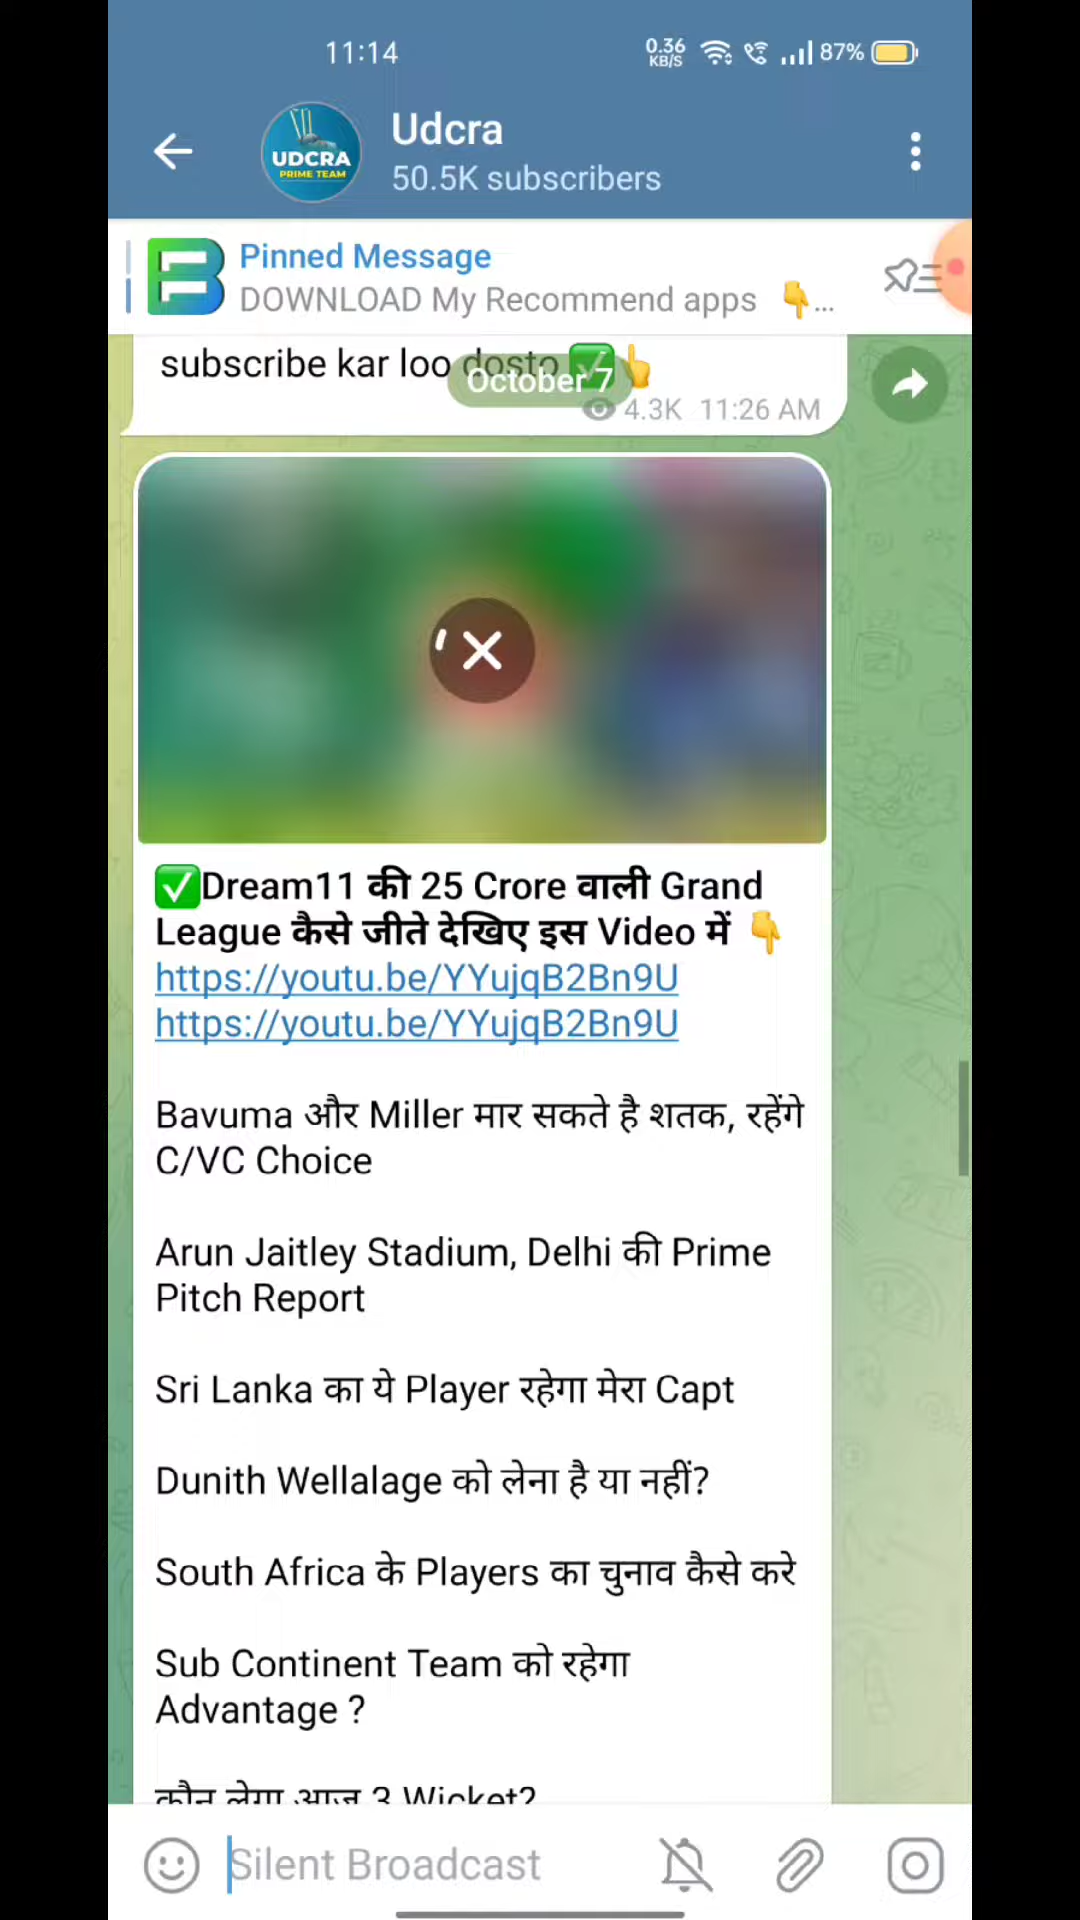 11:14
0.36 KB/S
87%
UDCRA
PRIME TEAM
Udcra
50.5K subscribers
Pinned Message
DOWNLOAD My Recommend apps 👇...
subscribe kar loo dosto ✅👆
October 7
4.3K 11:26 AM
✅Dream11 की 25 Crore वाली Grand
League कैसे जीते देखिए इस Video में 👇
https://youtu.be/YYujqB2Bn9U
https://youtu.be/YYujqB2Bn9U
Bavuma और Miller मार सकते है शतक, रहेंगे
C/VC Choice
Arun Jaitley Stadium, Delhi की Prime
Pitch Report
Sri Lanka का ये Player रहेगा मेरा Capt
Dunith Wellalage को लेना है या नहीं?
South Africa के Players का चुनाव कैसे करे
Sub Continent Team को रहेगा
Advantage ?
कौन लेगा आज 3 Wicket?
Silent Broadcast